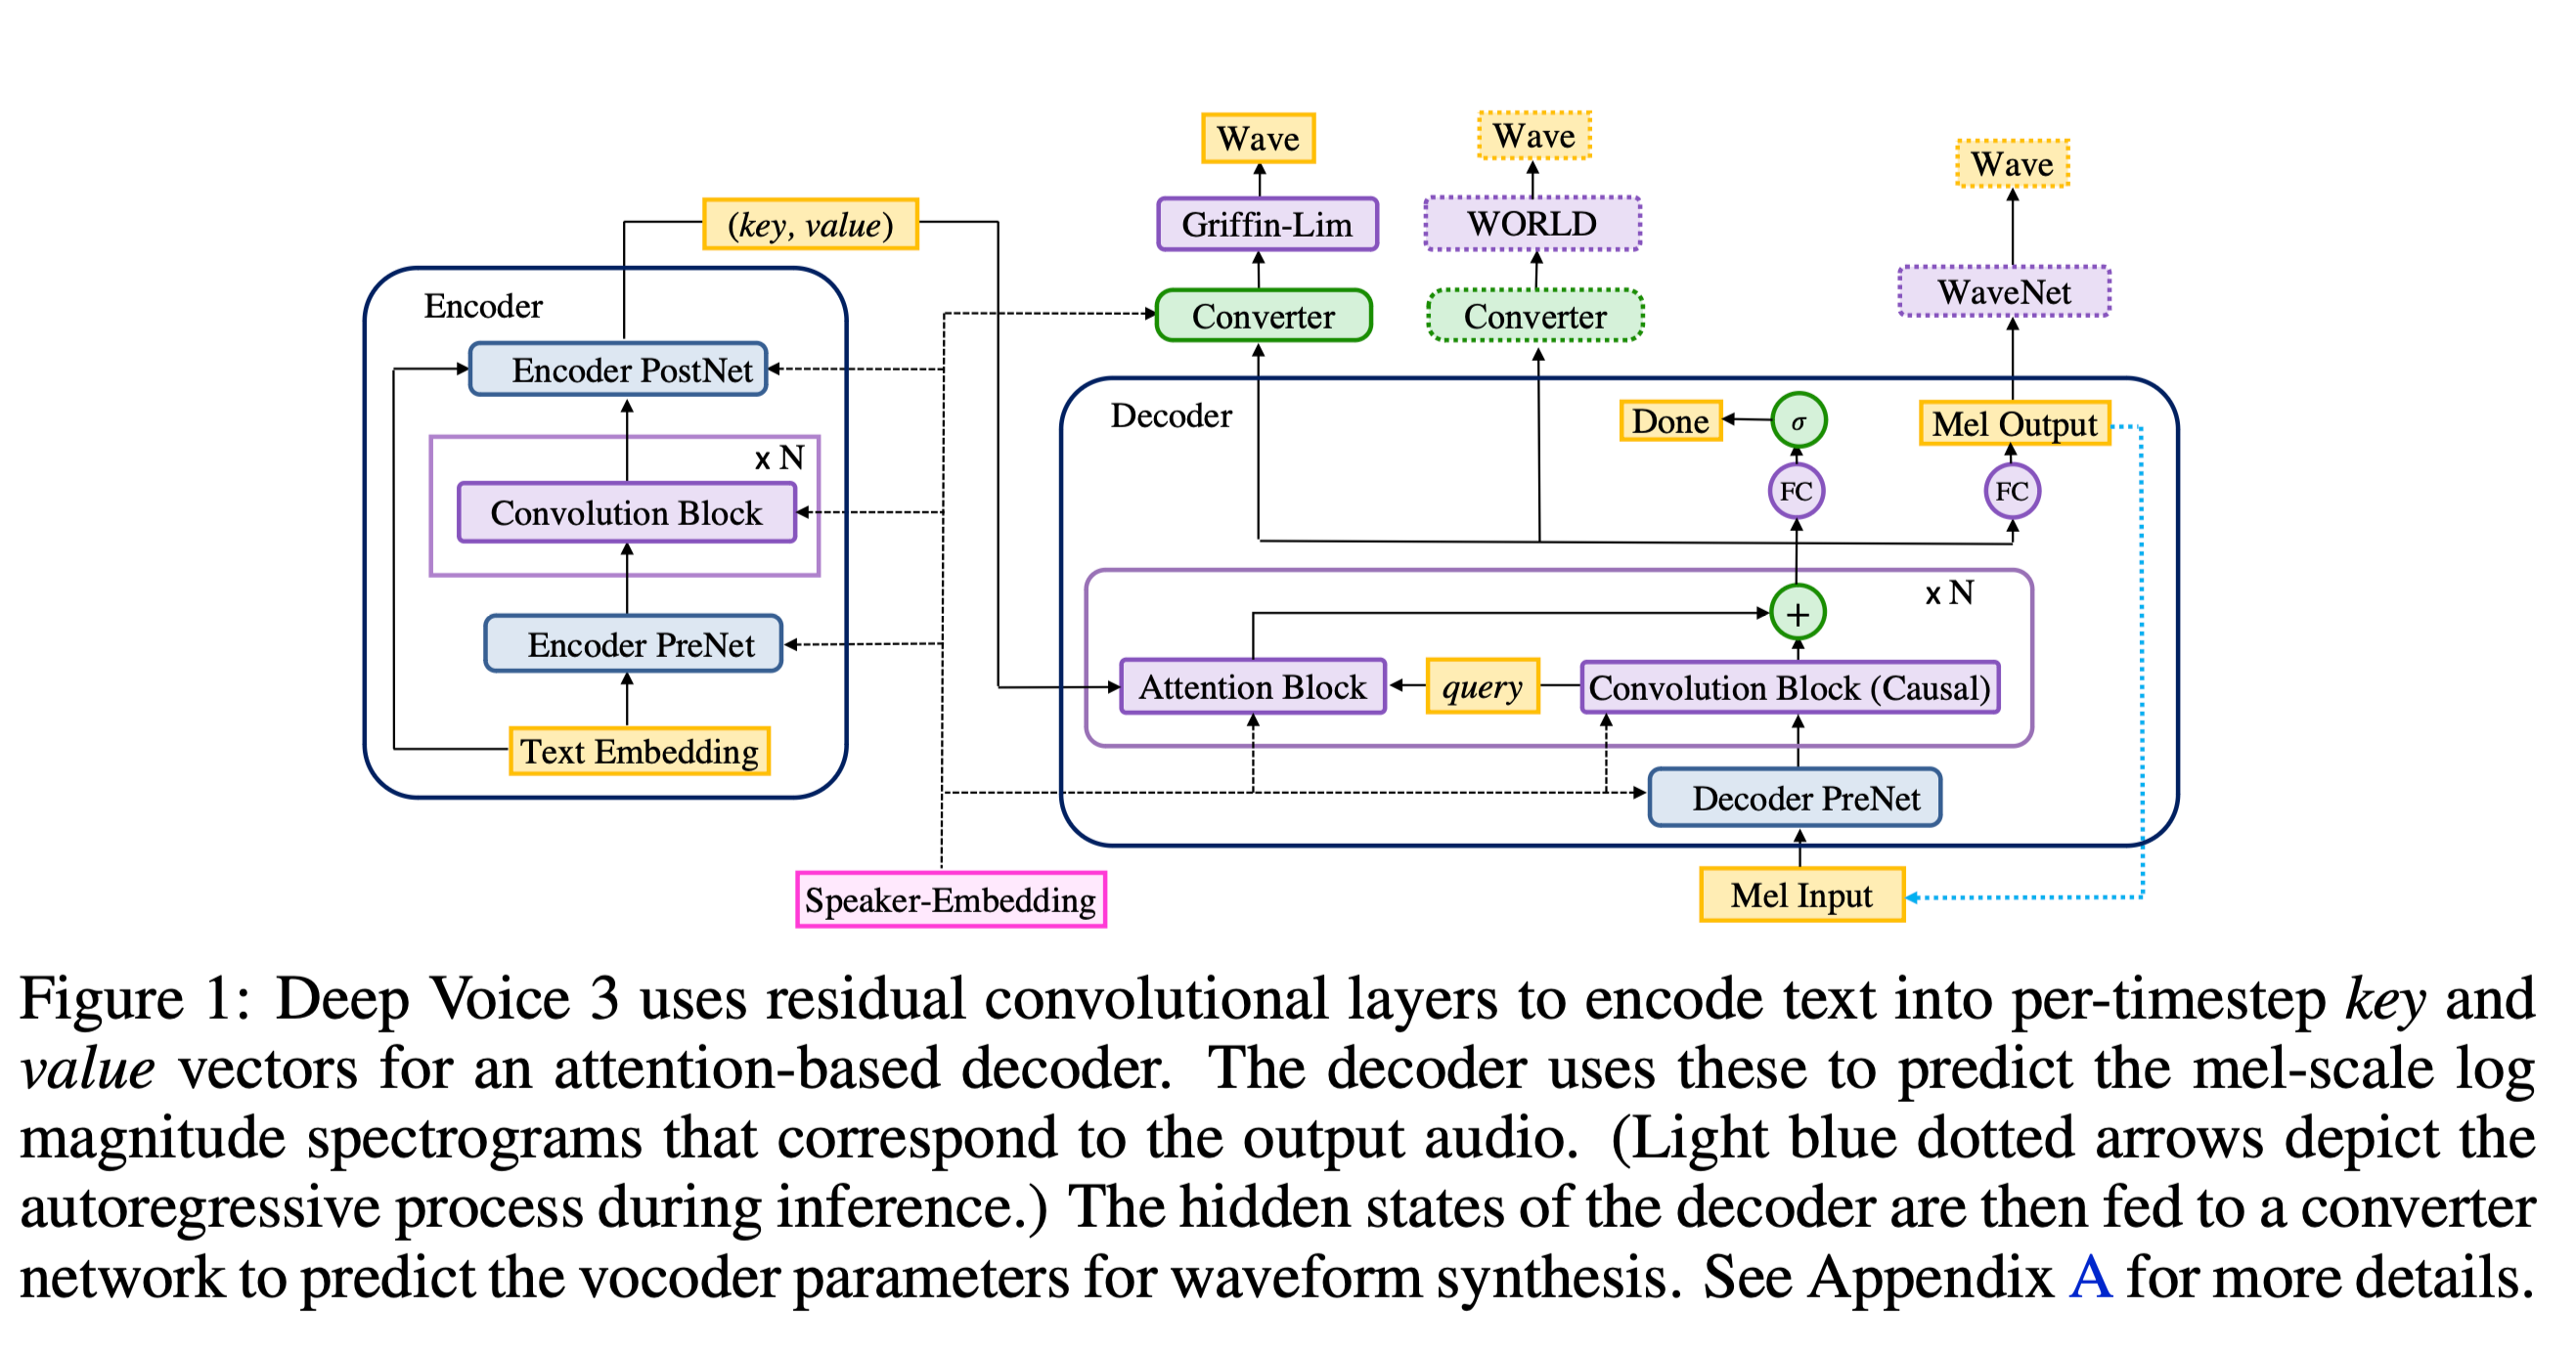 Wave
Wave
Wave
(key, value)
Griffin-Lim
WORLD
WaveNet
Encoder
Converter
Converter
Encoder PostNet
Decoder
Done
σ
Mel Output
x N
FC
FC
Convolution Block
x N
+
Encoder PreNet
Attention Block
query
Convolution Block (Causal)
Text Embedding
Decoder PreNet
Speaker-Embedding
Mel Input
Figure 1: Deep Voice 3 uses residual convolutional layers to encode text into per-timestep key and
value vectors for an attention-based decoder. The decoder uses these to predict the mel-scale log
magnitude spectrograms that correspond to the output audio. (Light blue dotted arrows depict the
autoregressive process during inference.) The hidden states of the decoder are then fed to a converter
network to predict the vocoder parameters for waveform synthesis. See Appendix A for more details.